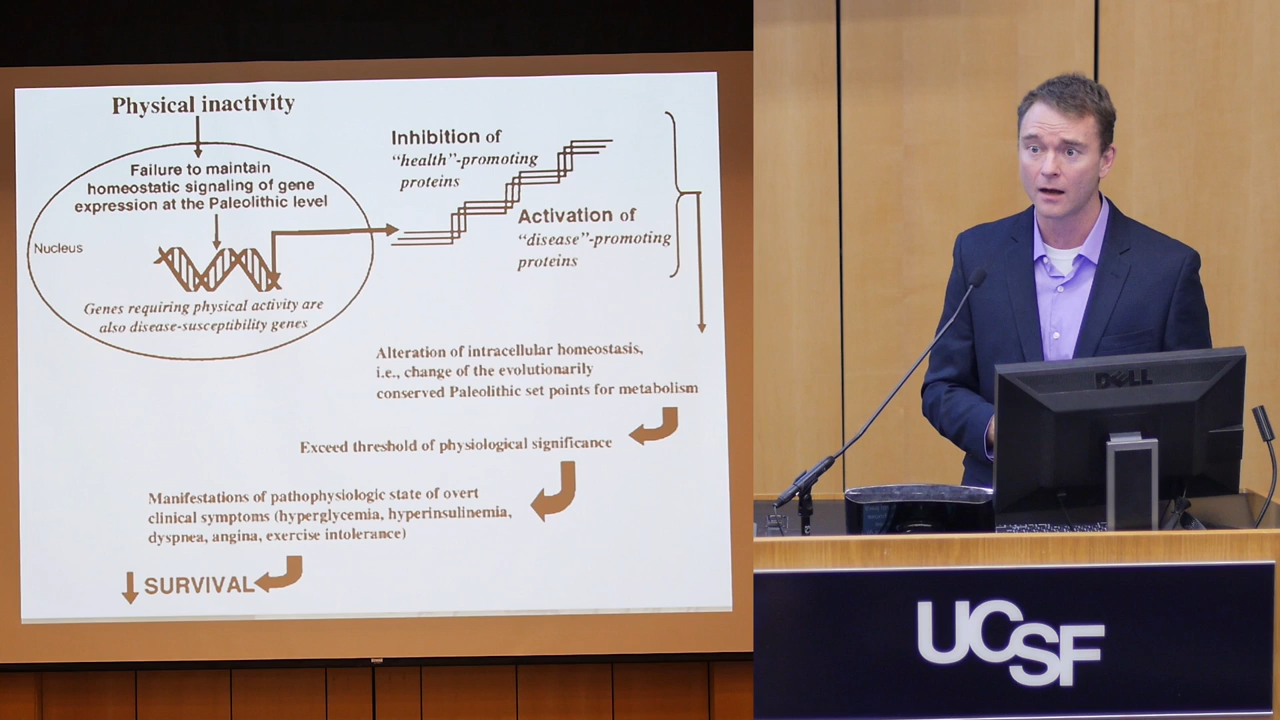 Physical inactivity
Failure to maintain
homeostatic signaling of gene
expression at the Paleolithic level
Nucleus
Genes requiring physical activity are
also disease-susceptibility genes
Inhibition of
“health”-promoting
proteins
Activation of
“disease”-promoting
proteins
Alteration of intracellular homeostasis,
i.e., change of the evolutionarily
conserved Paleolithic set points for metabolism
Exceed threshold of physiological significance
Manifestations of pathophysiologic state of overt
clinical symptoms (hyperglycemia, hyperinsulinemia,
dyspnea, angina, exercise intolerance)
SURVIVAL
DELL
UCSF